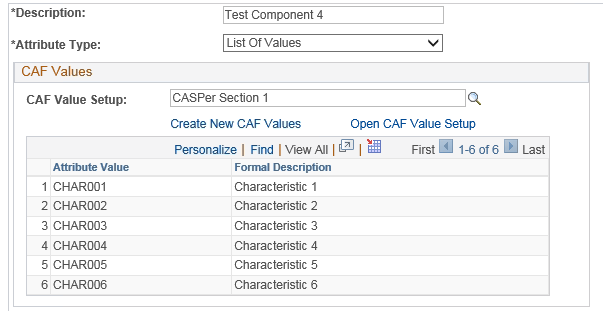 *Description: Test Component 4
*Attribute Type: List Of Values
CAF Values
CAF Value Setup: CASPer Section 1
Create New CAF Values Open CAF Value Setup
Personalize | Find | View All | | First 1-6 of 6 Last
Attribute Value Formal Description
1 CHAR001 Characteristic 1
2 CHAR002 Characteristic 2
3 CHAR003 Characteristic 3
4 CHAR004 Characteristic 4
5 CHAR005 Characteristic 5
6 CHAR006 Characteristic 6